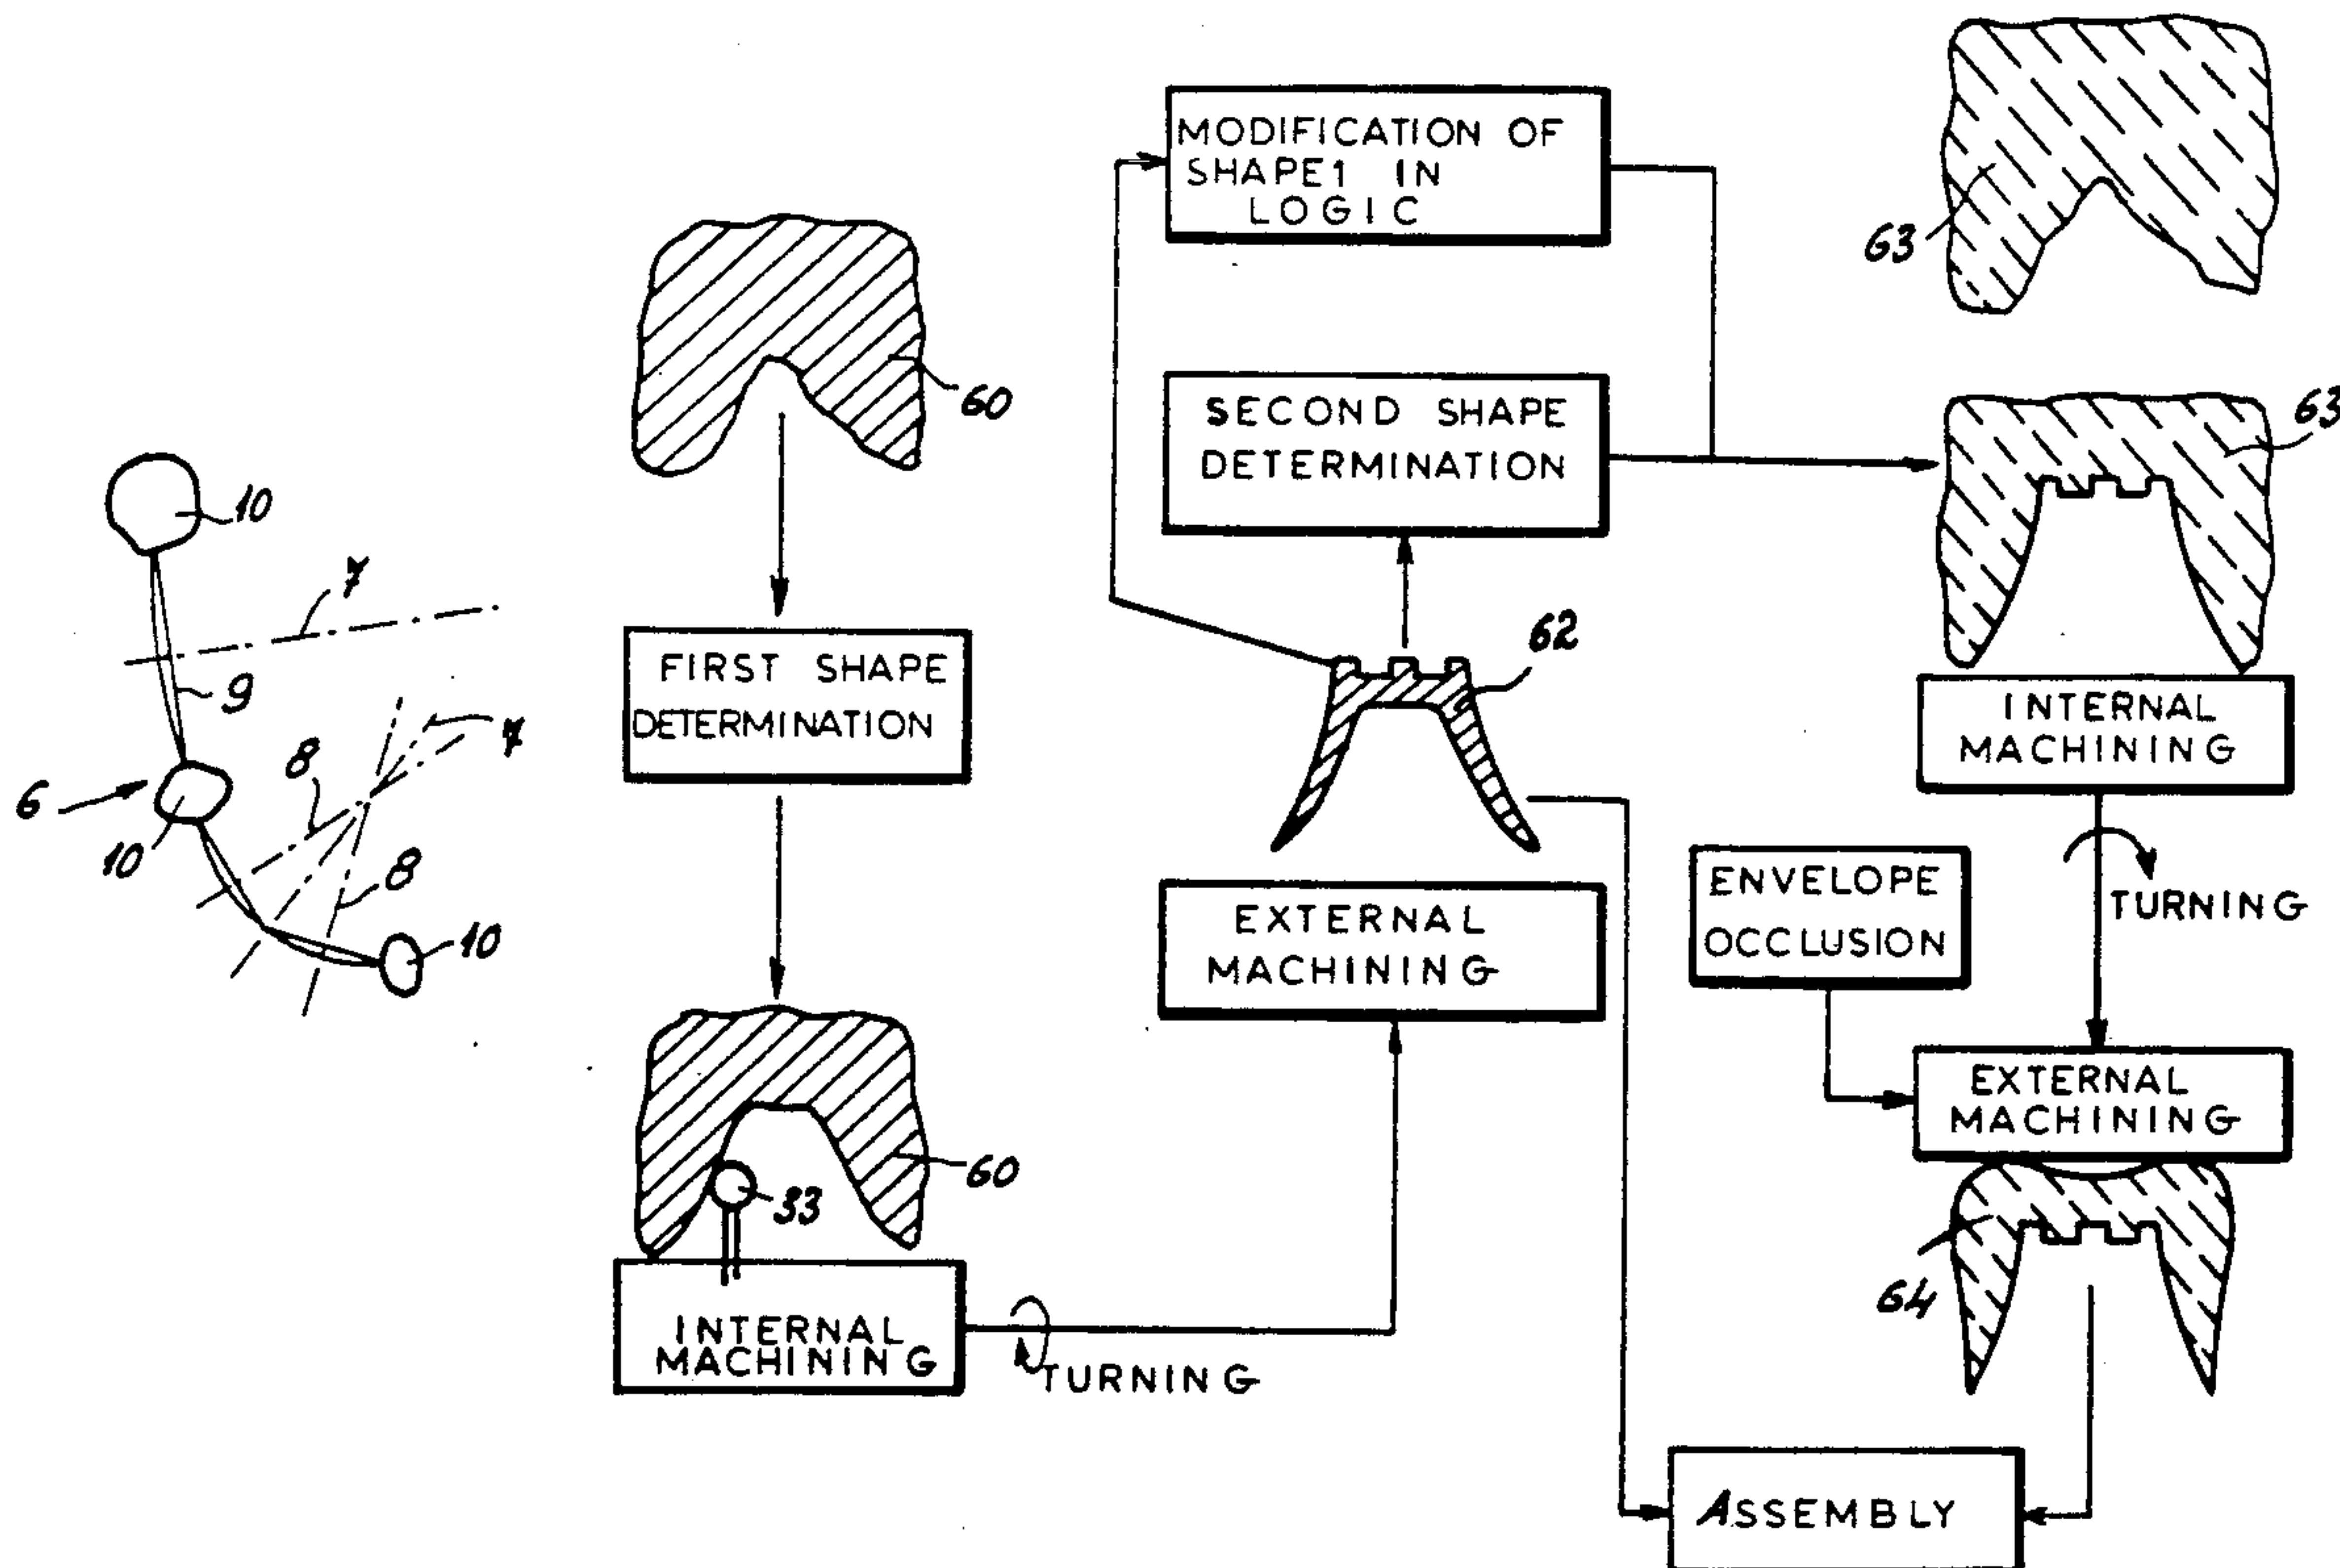 10
7
9
7
8
6
10
8
10
60
FIRST SHAPE
DETERMINATION
60
33
INTERNAL
MACHINING
TURNING
MODIFICATION OF
SHAPE1 IN
LOGIC
SECOND SHAPE
DETERMINATION
62
EXTERNAL
MACHINING
63
63
INTERNAL
MACHINING
TURNING
ENVELOPE
OCCLUSION
EXTERNAL
MACHINING
64
ASSEMBLY